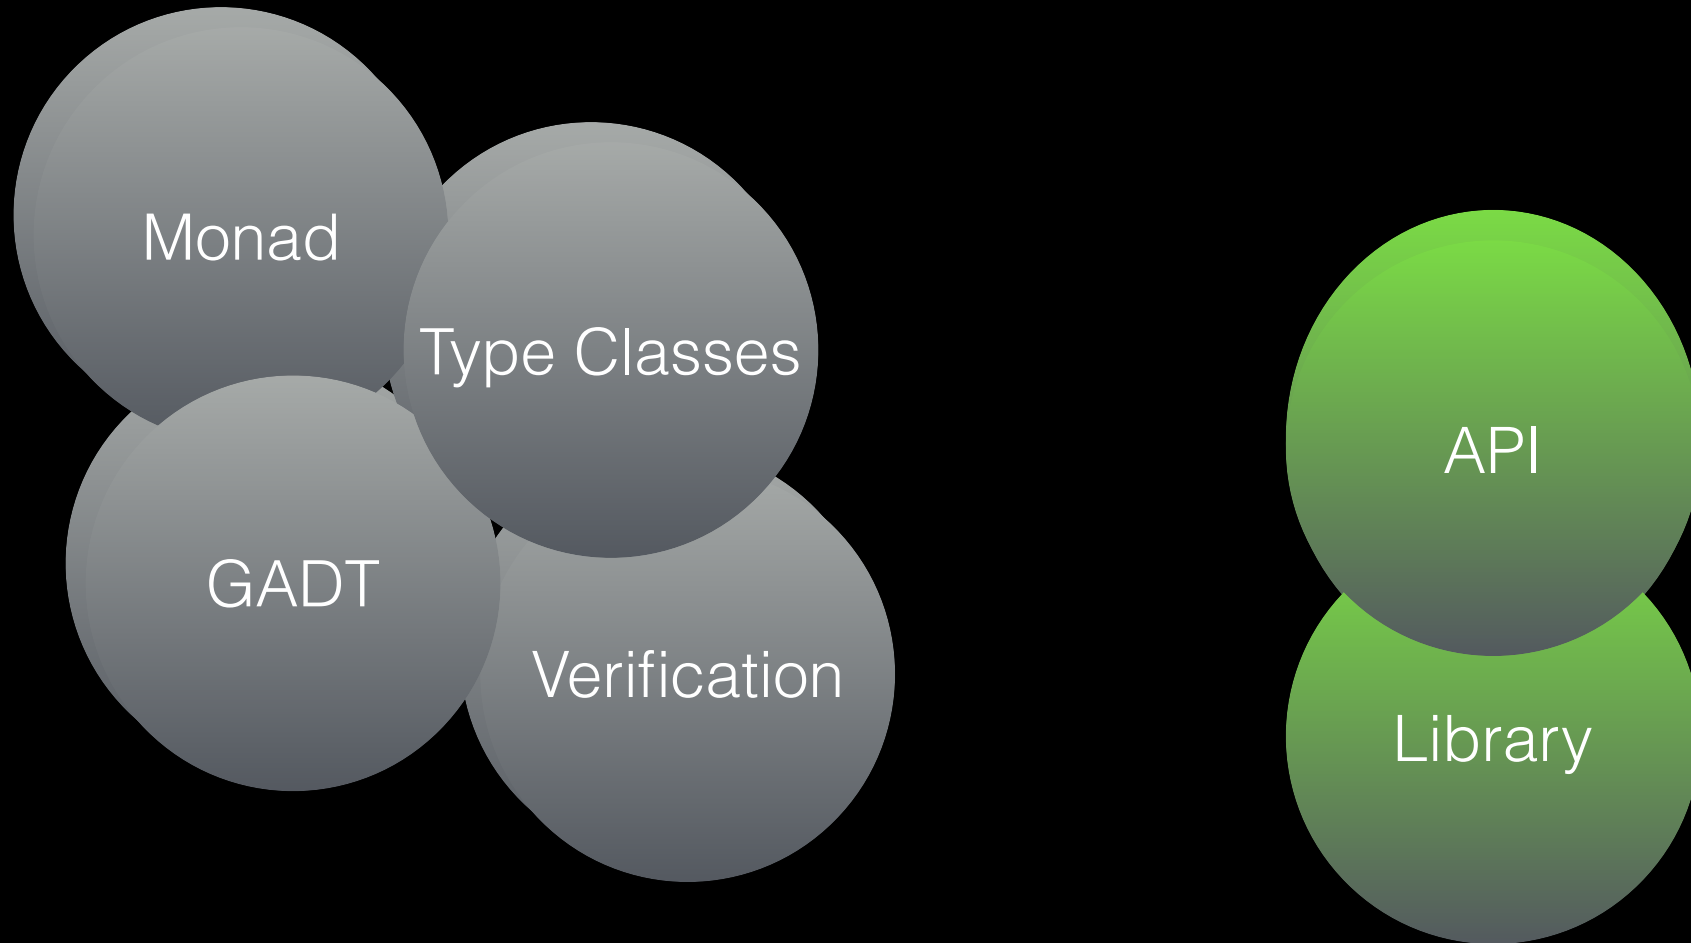 Monad
Type Classes
GADT
Verification
API
Library